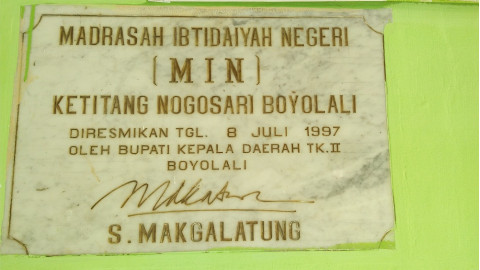 MADRASAH IBTIDAIYAH NEGERI
(MIN)
KETITANG NOGOSARI BOYOLALI
DIRESMIKAN TGL. 8 JULI 1997
OLEH BUPATI KEPALA DAERAH TK.II
BOYOLALI
S. MAKGALATUNG